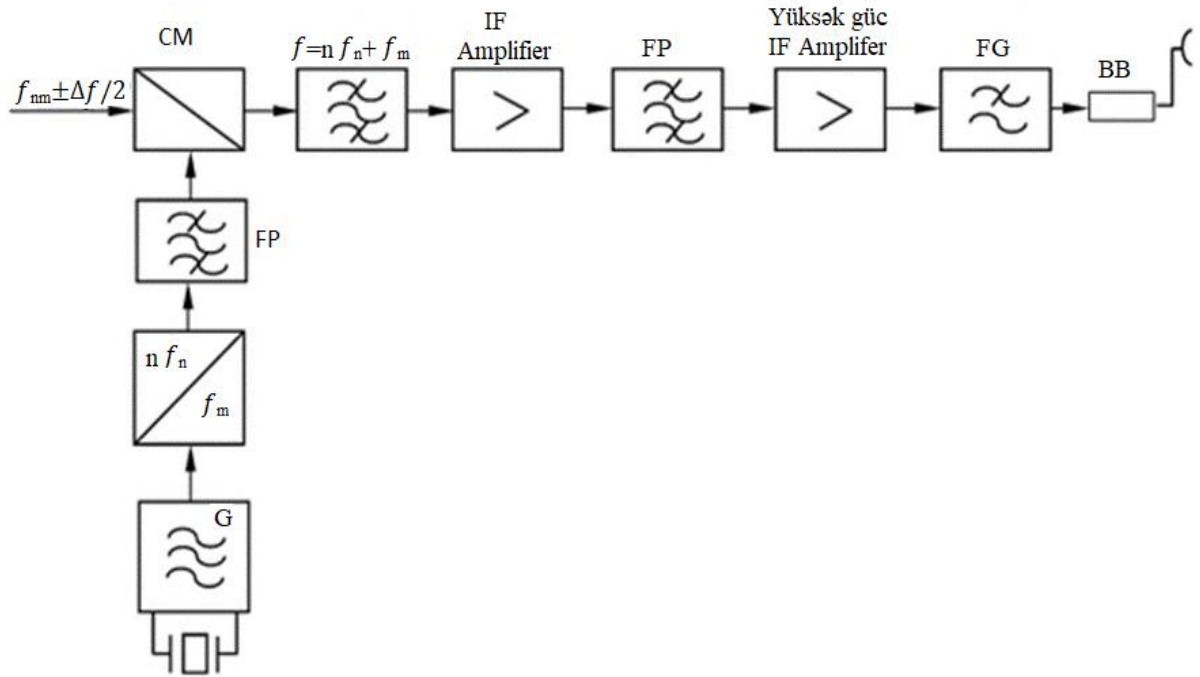 CM
f=n fn+ fm
IF
Amplifier
FP
Yüksək güc
IF Amplifer
FG
BB
fnm±Δf/2
FP
n fn
fm
G